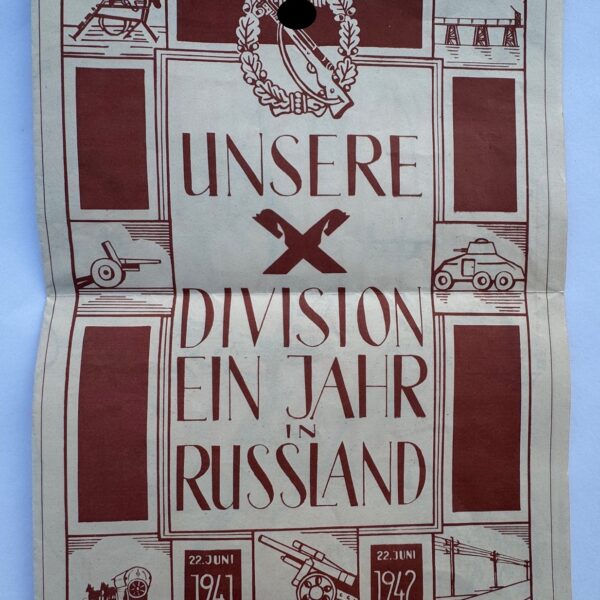 UNSERE
DIVISION
EIN JAHR
IN
RUSSLAND
22. JUNI
1941
22. JUNI
1942